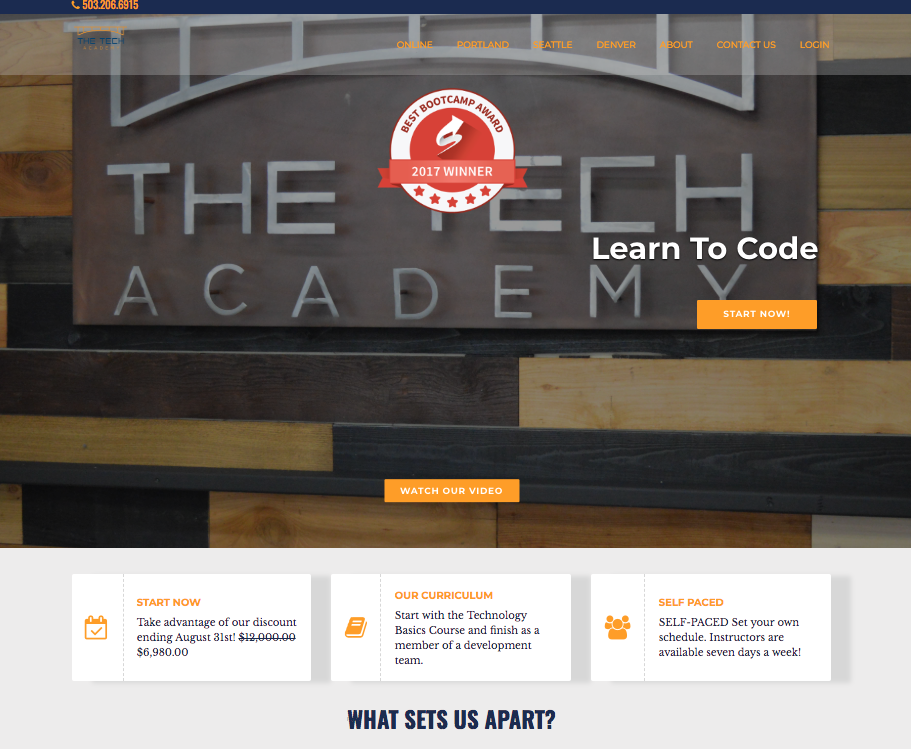 503.206.6915
THE TECH
ACADEMY
ONLINE PORTLAND SEATTLE DENVER ABOUT CONTACT US LOGIN
BEST BOOTCAMP AWARD
2017 WINNER
THE TECH
ACADEMY
Learn To Code
START NOW!
WATCH OUR VIDEO
START NOW
Take advantage of our discount
ending August 31st! $12,000.00
$6,980.00
OUR CURRICULUM
Start with the Technology
Basics Course and finish as a
member of a development
team.
SELF PACED
SELF-PACED Set your own
schedule. Instructors are
available seven days a week!
WHAT SETS US APART?